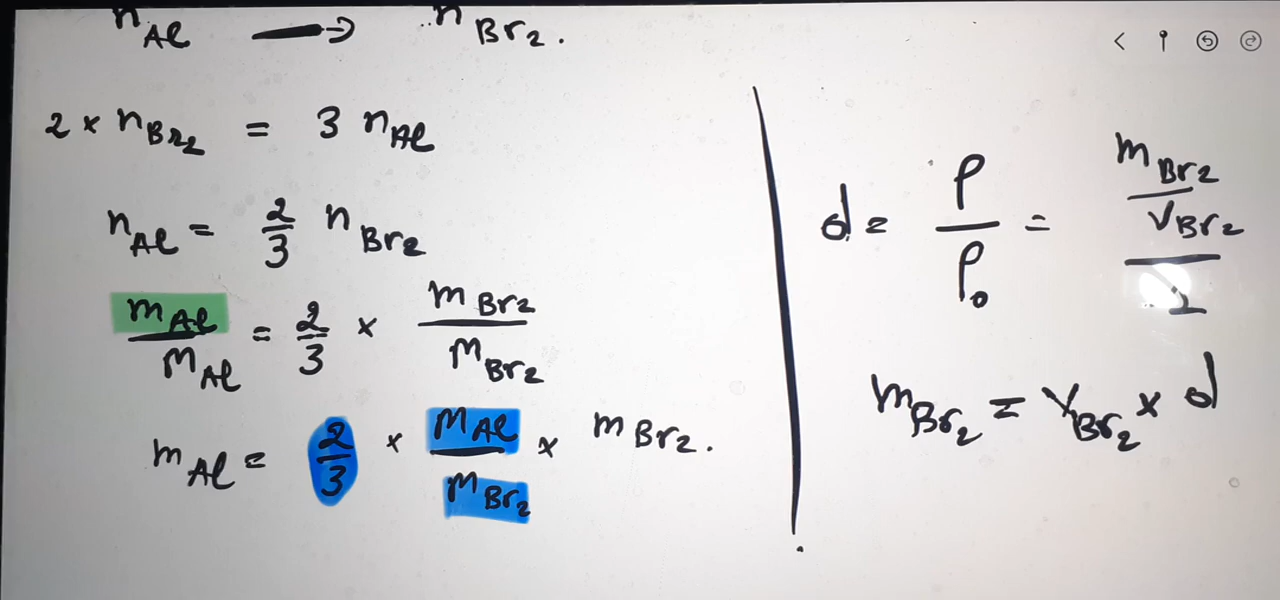 n_Al → n_Br2.
2 × n_Br2 = 3 n_Al
n_Al = 2/3 n_Br2
m_Al / M_Al = 2/3 × m_Br2 / M_Br2
m_Al = 2/3 × M_Al / M_Br2 × m_Br2.
d = ρ / ρ₀ = (m_Br2 / V_Br2) / 1
m_Br2 = V_Br2 × d